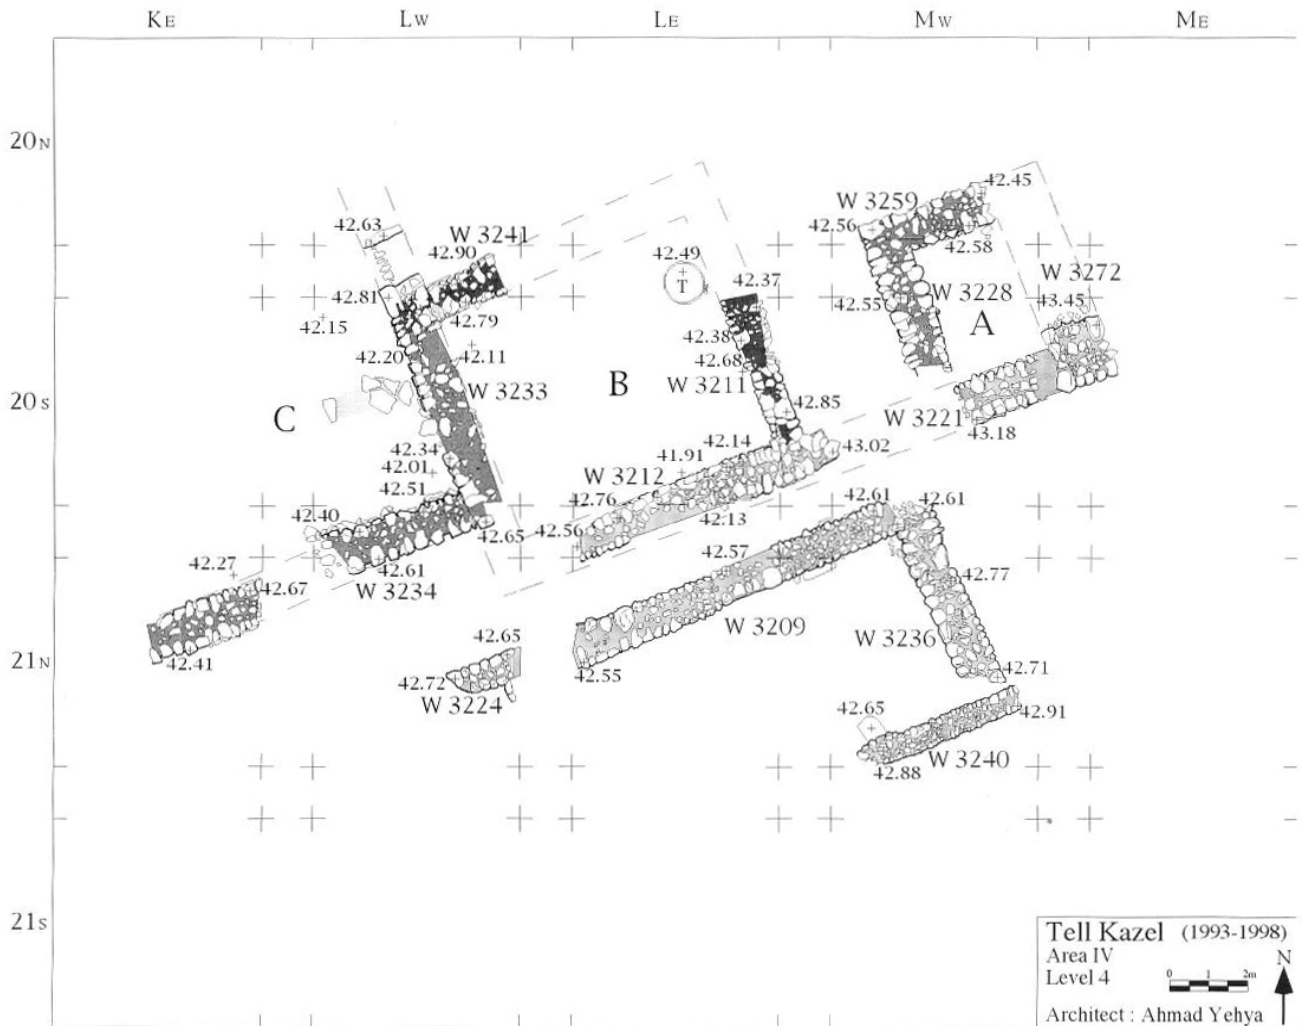 KE LW LE MW ME
20N
42.45
W 3259
42.63 42.56
W 3241
42.90 42.58
42.49
T 42.37 W 3272
42.81 W 3228 43.45
42.55
42.15 42.79 A
42.38
42.20 42.11 42.68
W 3233 B W 3211
20S
C 42.85 W 3221
43.18
42.34 42.14 43.02
42.01 41.91
W 3212
42.51 42.76 42.61 42.61
42.40 42.13
42.65 42.56
42.57
42.27 42.61 42.77
42.67 W 3234
W 3209 W 3236
42.65
21N
42.41 42.55 42.71
42.72
W 3224 42.65 42.91
W 3240
42.88
21S
Tell Kazel (1993-1998)
Area IV N
Level 4 0 1 2m
Architect : Ahmad Yehya